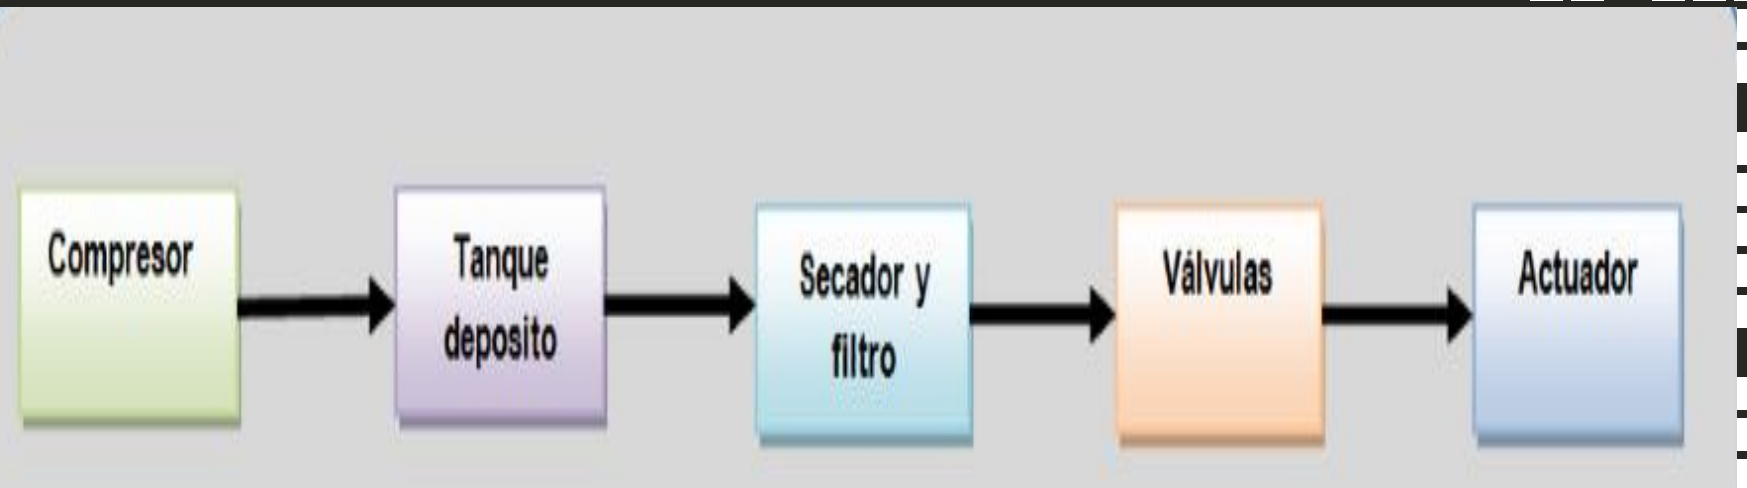 Compresor
Tanque
deposito
Secador y
filtro
Válvulas
Actuador